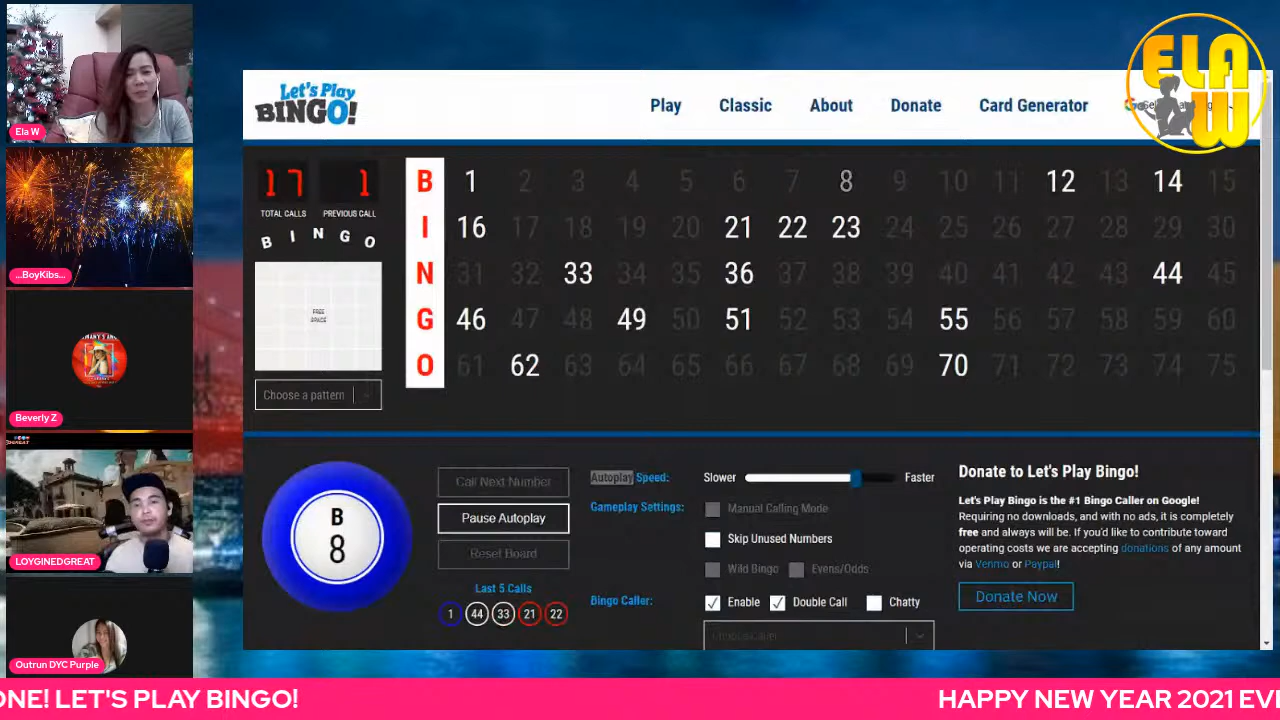 Ela W
...BoyKibs...
Beverly Z
LOYGINEDGREAT
Outrun DYC Purple
ELA
W
Let's Play
BINGO!
Play Classic About Donate Card Generator
17 1
TOTAL CALLS PREVIOUS CALL
B I N G O
FREE
SPACE
Choose a pattern
B 1 2 3 4 5 6 7 8 9 10 11 12 13 14 15
I 16 17 18 19 20 21 22 23 24 25 26 27 28 29 30
N 31 32 33 34 35 36 37 38 39 40 41 42 43 44 45
G 46 47 48 49 50 51 52 53 54 55 56 57 58 59 60
O 61 62 63 64 65 66 67 68 69 70 71 72 73 74 75
B
8
Call Next Number
Pause Autoplay
Reset Board
Last 5 Calls
1 44 33 21 22
Autoplay Speed: Slower Faster
Gameplay Settings: Manual Calling Mode
Skip Unused Numbers
Wild Bingo Evens/Odds
Bingo Caller: Enable Double Call Chatty
Donate to Let's Play Bingo!
Let's Play Bingo is the #1 Bingo Caller on Google!
Requiring no downloads, and with no ads, it is completely
free and always will be. If you'd like to contribute toward
operating costs we are accepting donations of any amount
via Venmo or Paypal!
Donate Now
ONE! LET'S PLAY BINGO! HAPPY NEW YEAR 2021 EV